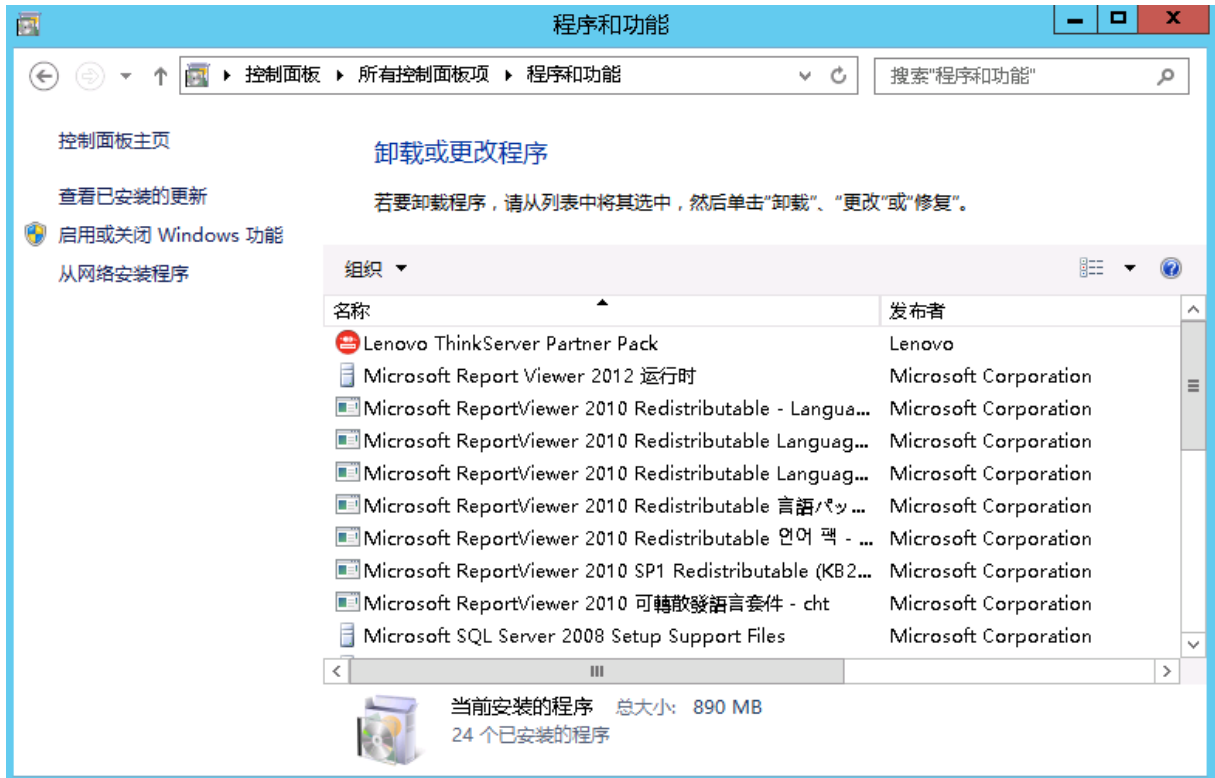 程序和功能
控制面板 所有控制面板项 程序和功能
搜索"程序和功能"
控制面板主页
查看已安装的更新
启用或关闭 Windows 功能
从网络安装程序
卸载或更改程序
若要卸载程序，请从列表中将其选中，然后单击"卸载"、"更改"或"修复"。
组织
名称 发布者
Lenovo ThinkServer Partner Pack Lenovo
Microsoft Report Viewer 2012 运行时 Microsoft Corporation
Microsoft ReportViewer 2010 Redistributable - Langua... Microsoft Corporation
Microsoft ReportViewer 2010 Redistributable Languag... Microsoft Corporation
Microsoft ReportViewer 2010 Redistributable Languag... Microsoft Corporation
Microsoft ReportViewer 2010 Redistributable 言語パッ... Microsoft Corporation
Microsoft ReportViewer 2010 Redistributable 언어 팩 - ... Microsoft Corporation
Microsoft ReportViewer 2010 SP1 Redistributable (KB2... Microsoft Corporation
Microsoft ReportViewer 2010 可轉散發語言套件 - cht Microsoft Corporation
Microsoft SQL Server 2008 Setup Support Files Microsoft Corporation
当前安装的程序 总大小: 890 MB
24 个已安装的程序